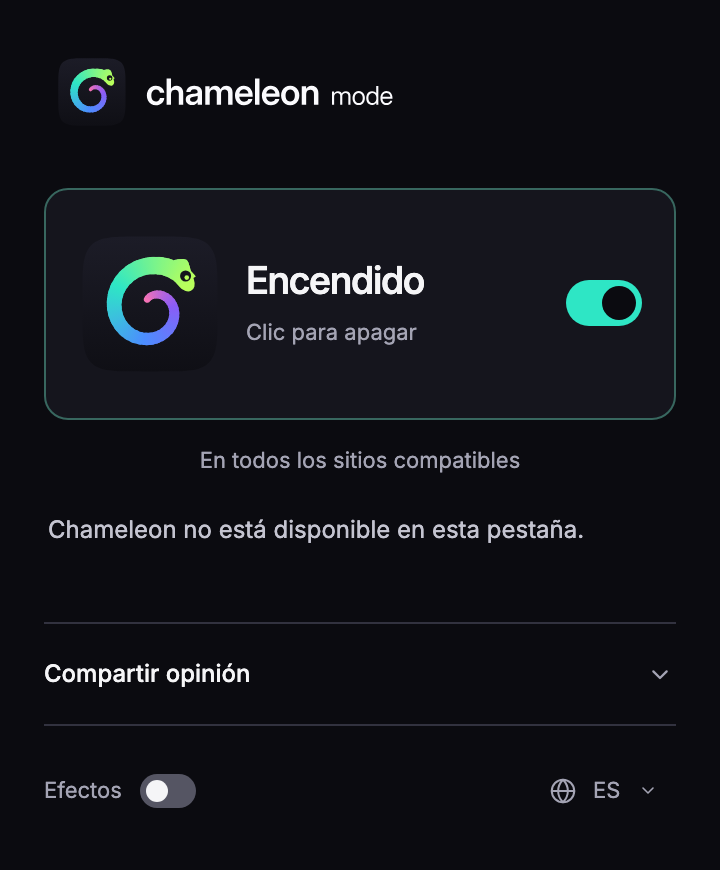 chameleon mode
Encendido
Clic para apagar
En todos los sitios compatibles
Chameleon no está disponible en esta pestaña.
Compartir opinión
Efectos
ES